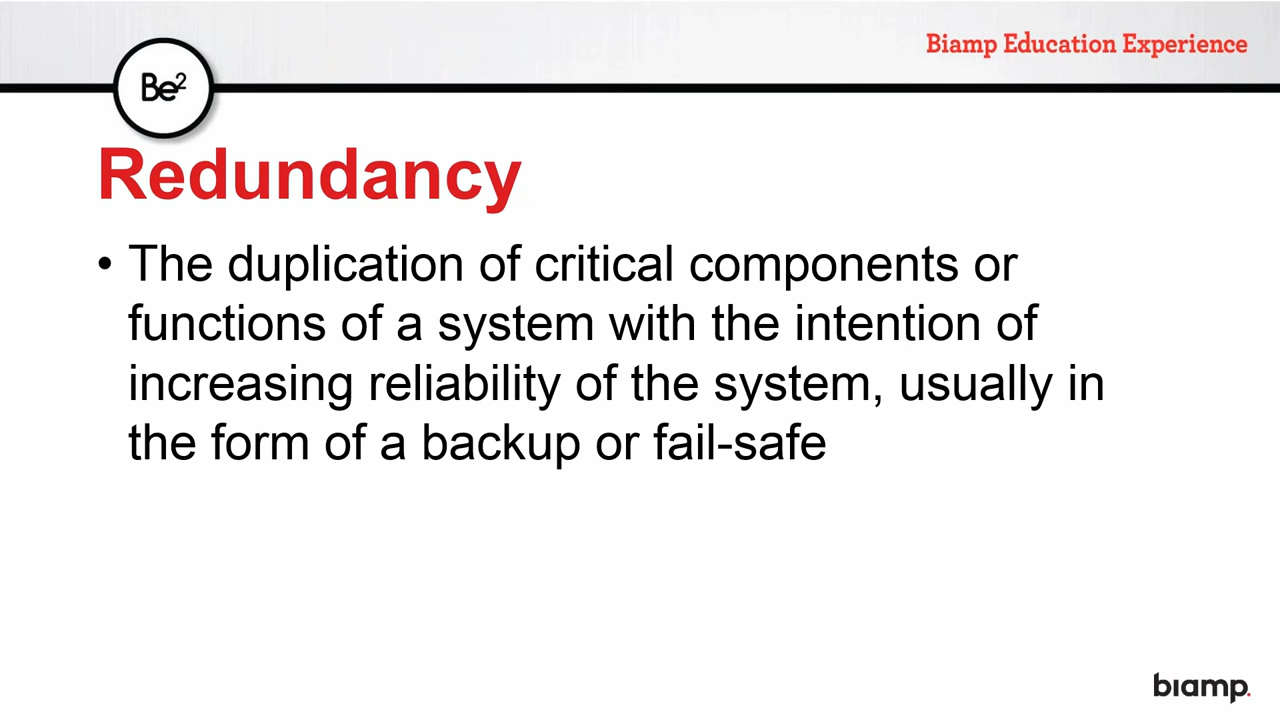 Biamp Education Experience
Be²
Redundancy
• The duplication of critical components or
functions of a system with the intention of
increasing reliability of the system, usually in
the form of a backup or fail-safe
biamp.